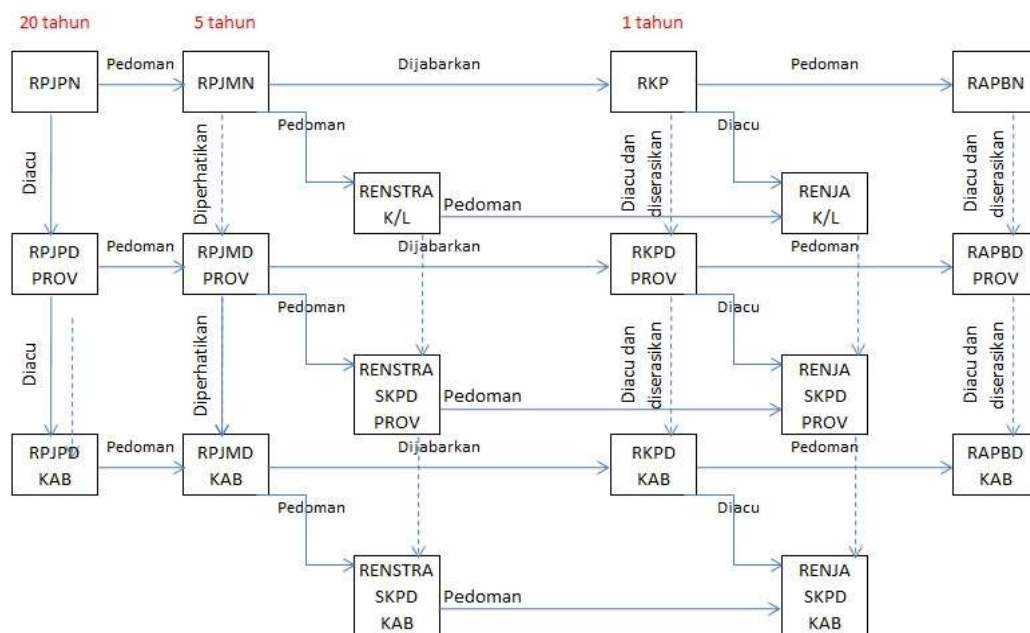 20 tahun
5 tahun
1 tahun
RPJPN
Pedoman
RPJMN
Dijabarkan
RKP
Pedoman
RAPBN
Diacu
Diperhatikan
Pedoman
Diacu dan
diserasikan
Diacu
Diacu dan
diserasikan
RENSTRA
K/L
Pedoman
RENJA
K/L
RPJPD
PROV
Pedoman
RPJMD
PROV
Dijabarkan
RKPD
PROV
Pedoman
RAPBD
PROV
Diacu
Diperhatikan
Pedoman
Diacu dan
diserasikan
Diacu
Diacu dan
diserasikan
RENSTRA
SKPD
PROV
Pedoman
RENJA
SKPD
PROV
RPJPD
KAB
Pedoman
RPJMD
KAB
Dijabarkan
RKPD
KAB
Pedoman
RAPBD
KAB
Pedoman
Diacu
RENSTRA
SKPD
KAB
Pedoman
RENJA
SKPD
KAB